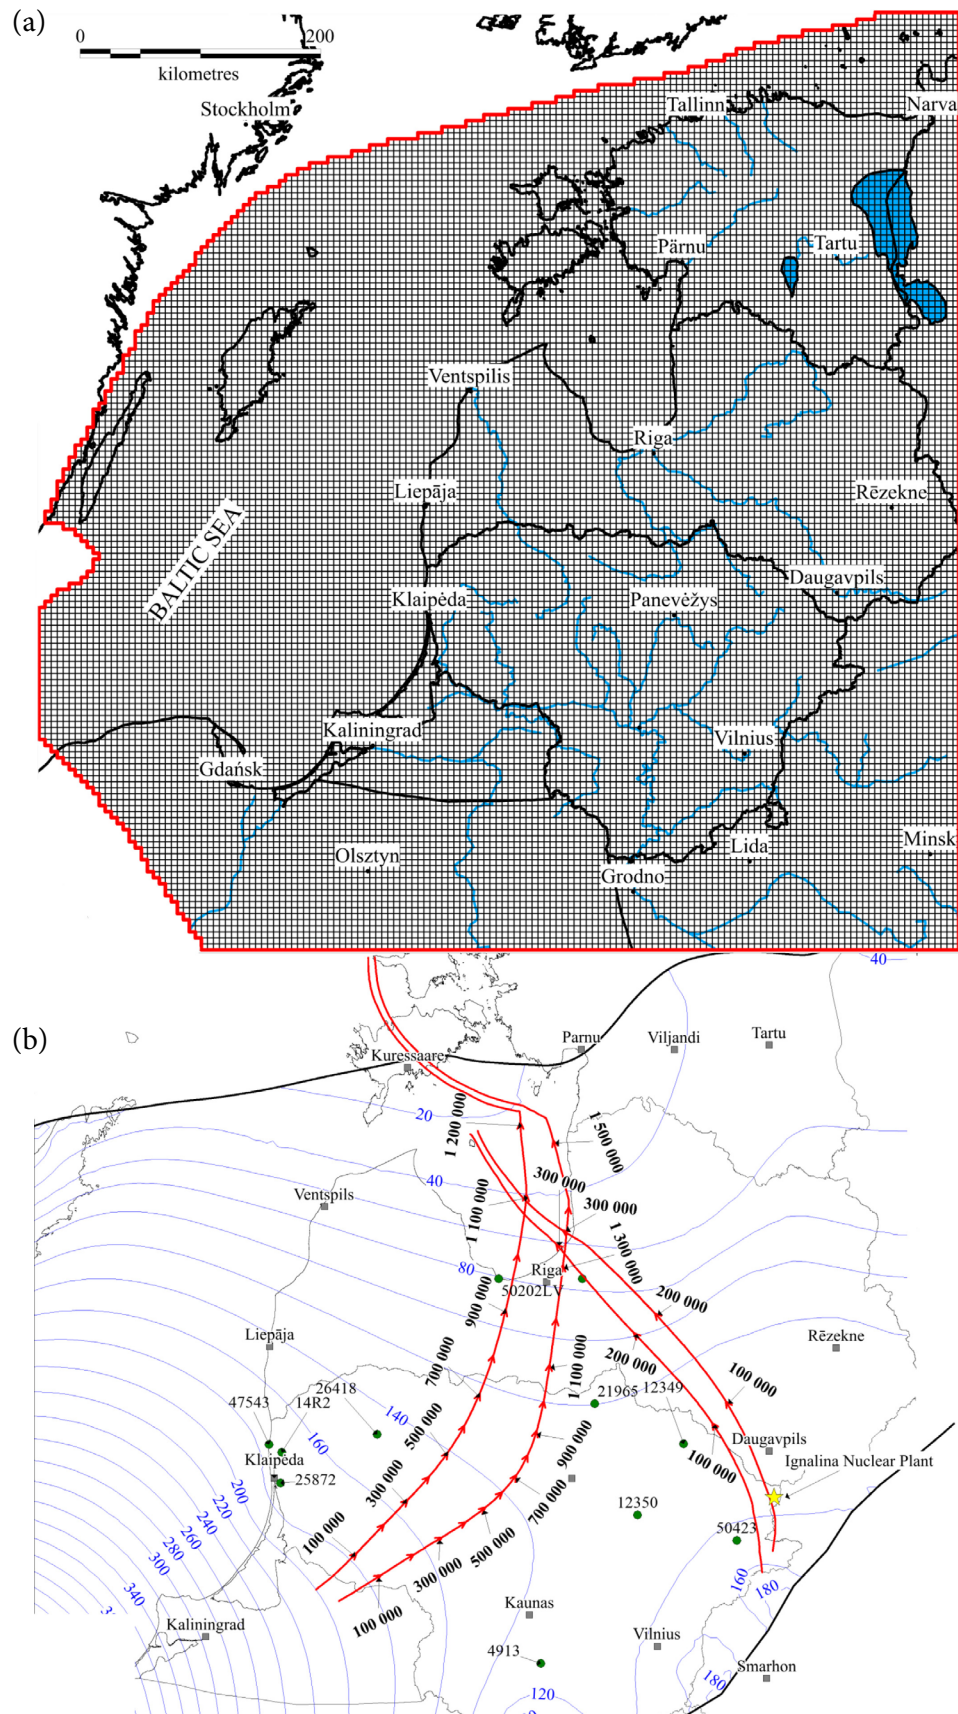 (a)
0
200
kilometres
Stockholm
Tallinn
Narva
Pärnu
Tartu
Ventspilis
Riga
Liepāja
Rēzekne
BALTIC SEA
Daugavpils
Klaipėda
Panevėžys
Kaliningrad
Vilnius
Gdańsk
Olsztyn
Lida
Minsk
Grodno
(b)
40
Parnu
Viljandi
Tartu
Kuressaare
20
1 200 000
1 500 000
40
300 000
300 000
Ventspils
1 100 000
1 300 000
80
Riga
50202LV
900 000
200 000
Liepāja
Rēzekne
700 000
200 000
1 100 000
100 000
26418
21965
12349
47543
14R2
140
500 000
900 000
160
Daugavpils
100 000
Klaipėda
25872
Ignalina Nuclear Plant
300 000
700 000
200
220
240
260
280
300
340
12350
100 000
500 000
50423
300 000
160
180
100 000
Kaunas
Kaliningrad
Vilnius
4913
Smarhon
180
120